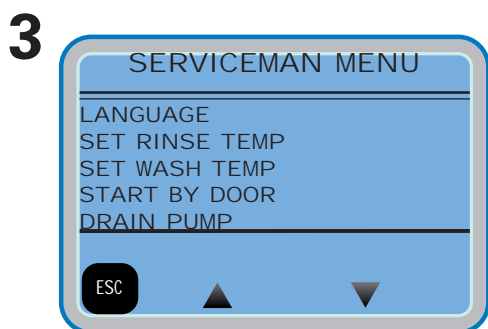 3
SERVICEMAN MENU
LANGUAGE
SET RINSE TEMP
SET WASH TEMP
START BY DOOR
DRAIN PUMP
ESC